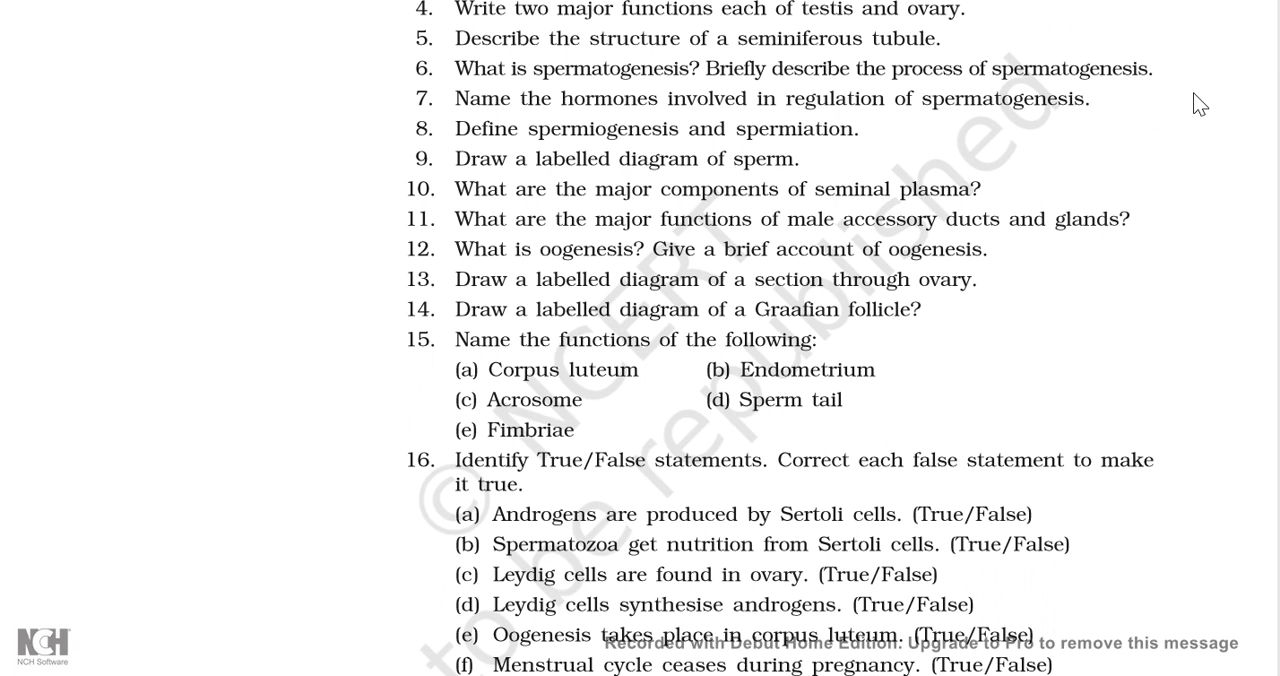 4. Write two major functions each of testis and ovary.
5. Describe the structure of a seminiferous tubule.
6. What is spermatogenesis? Briefly describe the process of spermatogenesis.
7. Name the hormones involved in regulation of spermatogenesis.
8. Define spermiogenesis and spermiation.
9. Draw a labelled diagram of sperm.
10. What are the major components of seminal plasma?
11. What are the major functions of male accessory ducts and glands?
12. What is oogenesis? Give a brief account of oogenesis.
13. Draw a labelled diagram of a section through ovary.
14. Draw a labelled diagram of a Graafian follicle?
15. Name the functions of the following:
(a) Corpus luteum (b) Endometrium
(c) Acrosome (d) Sperm tail
(e) Fimbriae
16. Identify True/False statements. Correct each false statement to make
it true.
(a) Androgens are produced by Sertoli cells. (True/False)
(b) Spermatozoa get nutrition from Sertoli cells. (True/False)
(c) Leydig cells are found in ovary. (True/False)
(d) Leydig cells synthesise androgens. (True/False)
(e) Oogenesis takes place in corpus luteum. (True/False)
(f) Menstrual cycle ceases during pregnancy. (True/False)
© NCERT
to be republished
NCH
NCH Software
Recorded with Debut Home Edition. Upgrade to Pro to remove this message